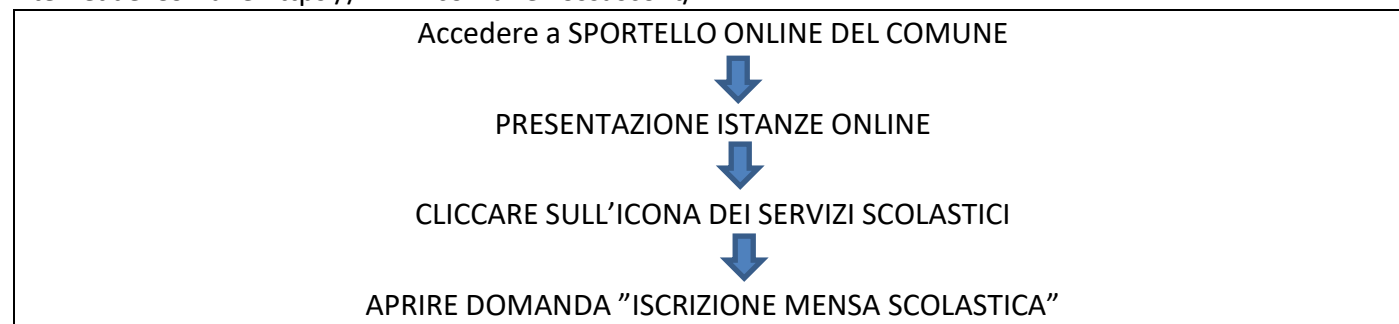 Accedere a SPORTELLO ONLINE DEL COMUNE
PRESENTAZIONE ISTANZE ONLINE
CLICCARE SULL’ICONA DEI SERVIZI SCOLASTICI
APRIRE DOMANDA ”ISCRIZIONE MENSA SCOLASTICA”